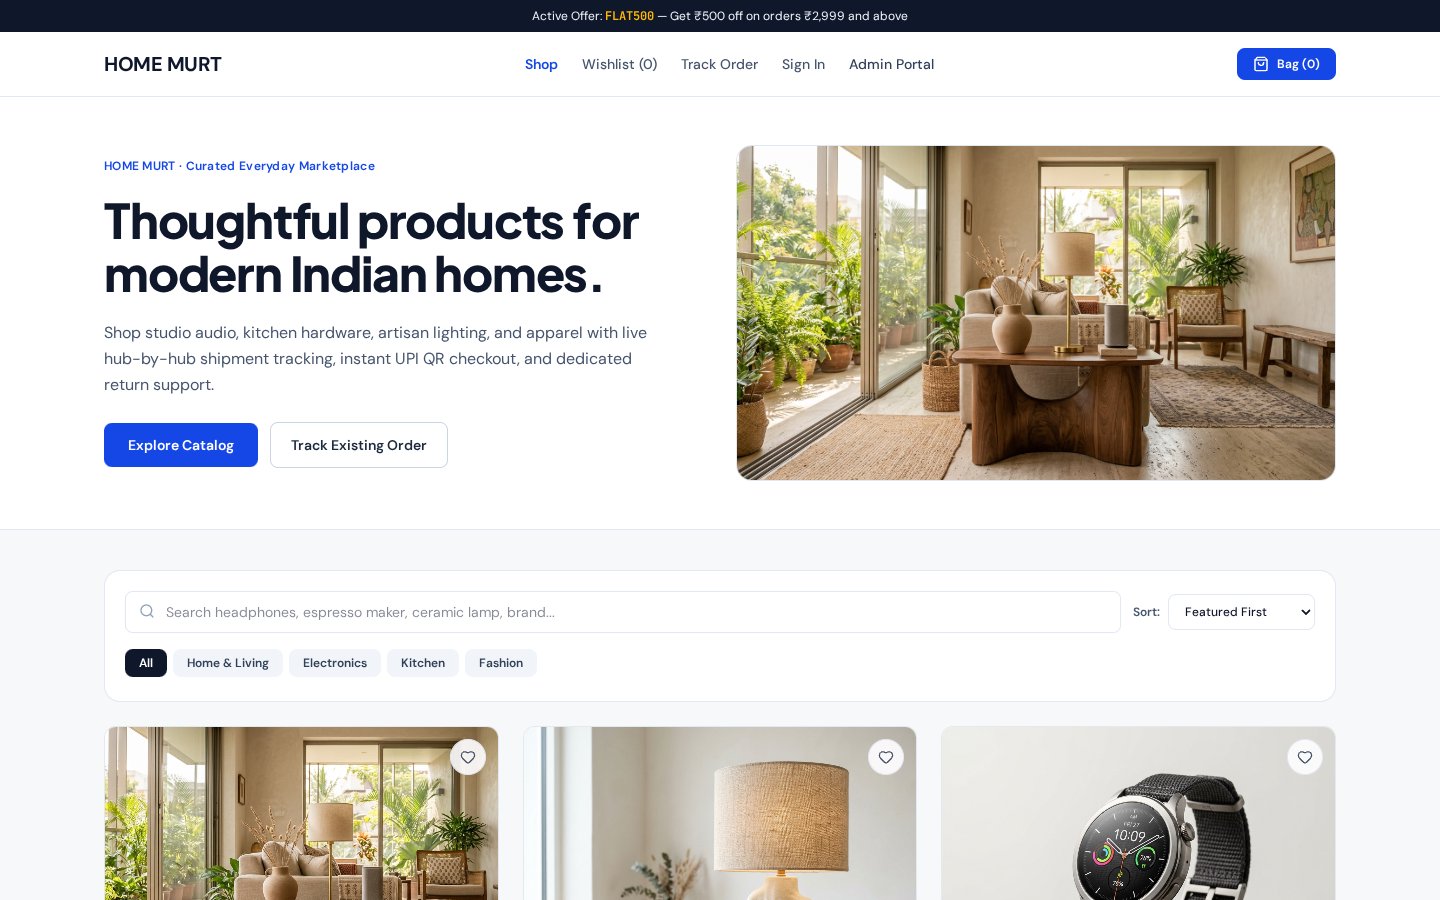 Active Offer: FLAT500 — Get ₹500 off on orders ₹2,999 and above
HOME MURT
Shop
Wishlist (0)
Track Order
Sign In
Admin Portal
Bag (0)
HOME MURT · Curated Everyday Marketplace
Thoughtful products for
modern Indian homes.
Shop studio audio, kitchen hardware, artisan lighting, and apparel with live
hub-by-hub shipment tracking, instant UPI QR checkout, and dedicated
return support.
Explore Catalog
Track Existing Order
Search headphones, espresso maker, ceramic lamp, brand...
Sort:
Featured First
All
Home & Living
Electronics
Kitchen
Fashion
FRI 27
10:09